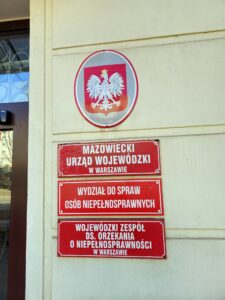 MAZOWIECKI
URZĄD WOJEWÓDZKI
W WARSZAWIE
WYDZIAŁ DO SPRAW
OSÓB NIEPEŁNOSPRAWNYCH
WOJEWÓDZKI ZESPÓŁ
DS. ORZEKANIA
O NIEPEŁNOSPRAWNOŚCI
W WARSZAWIE